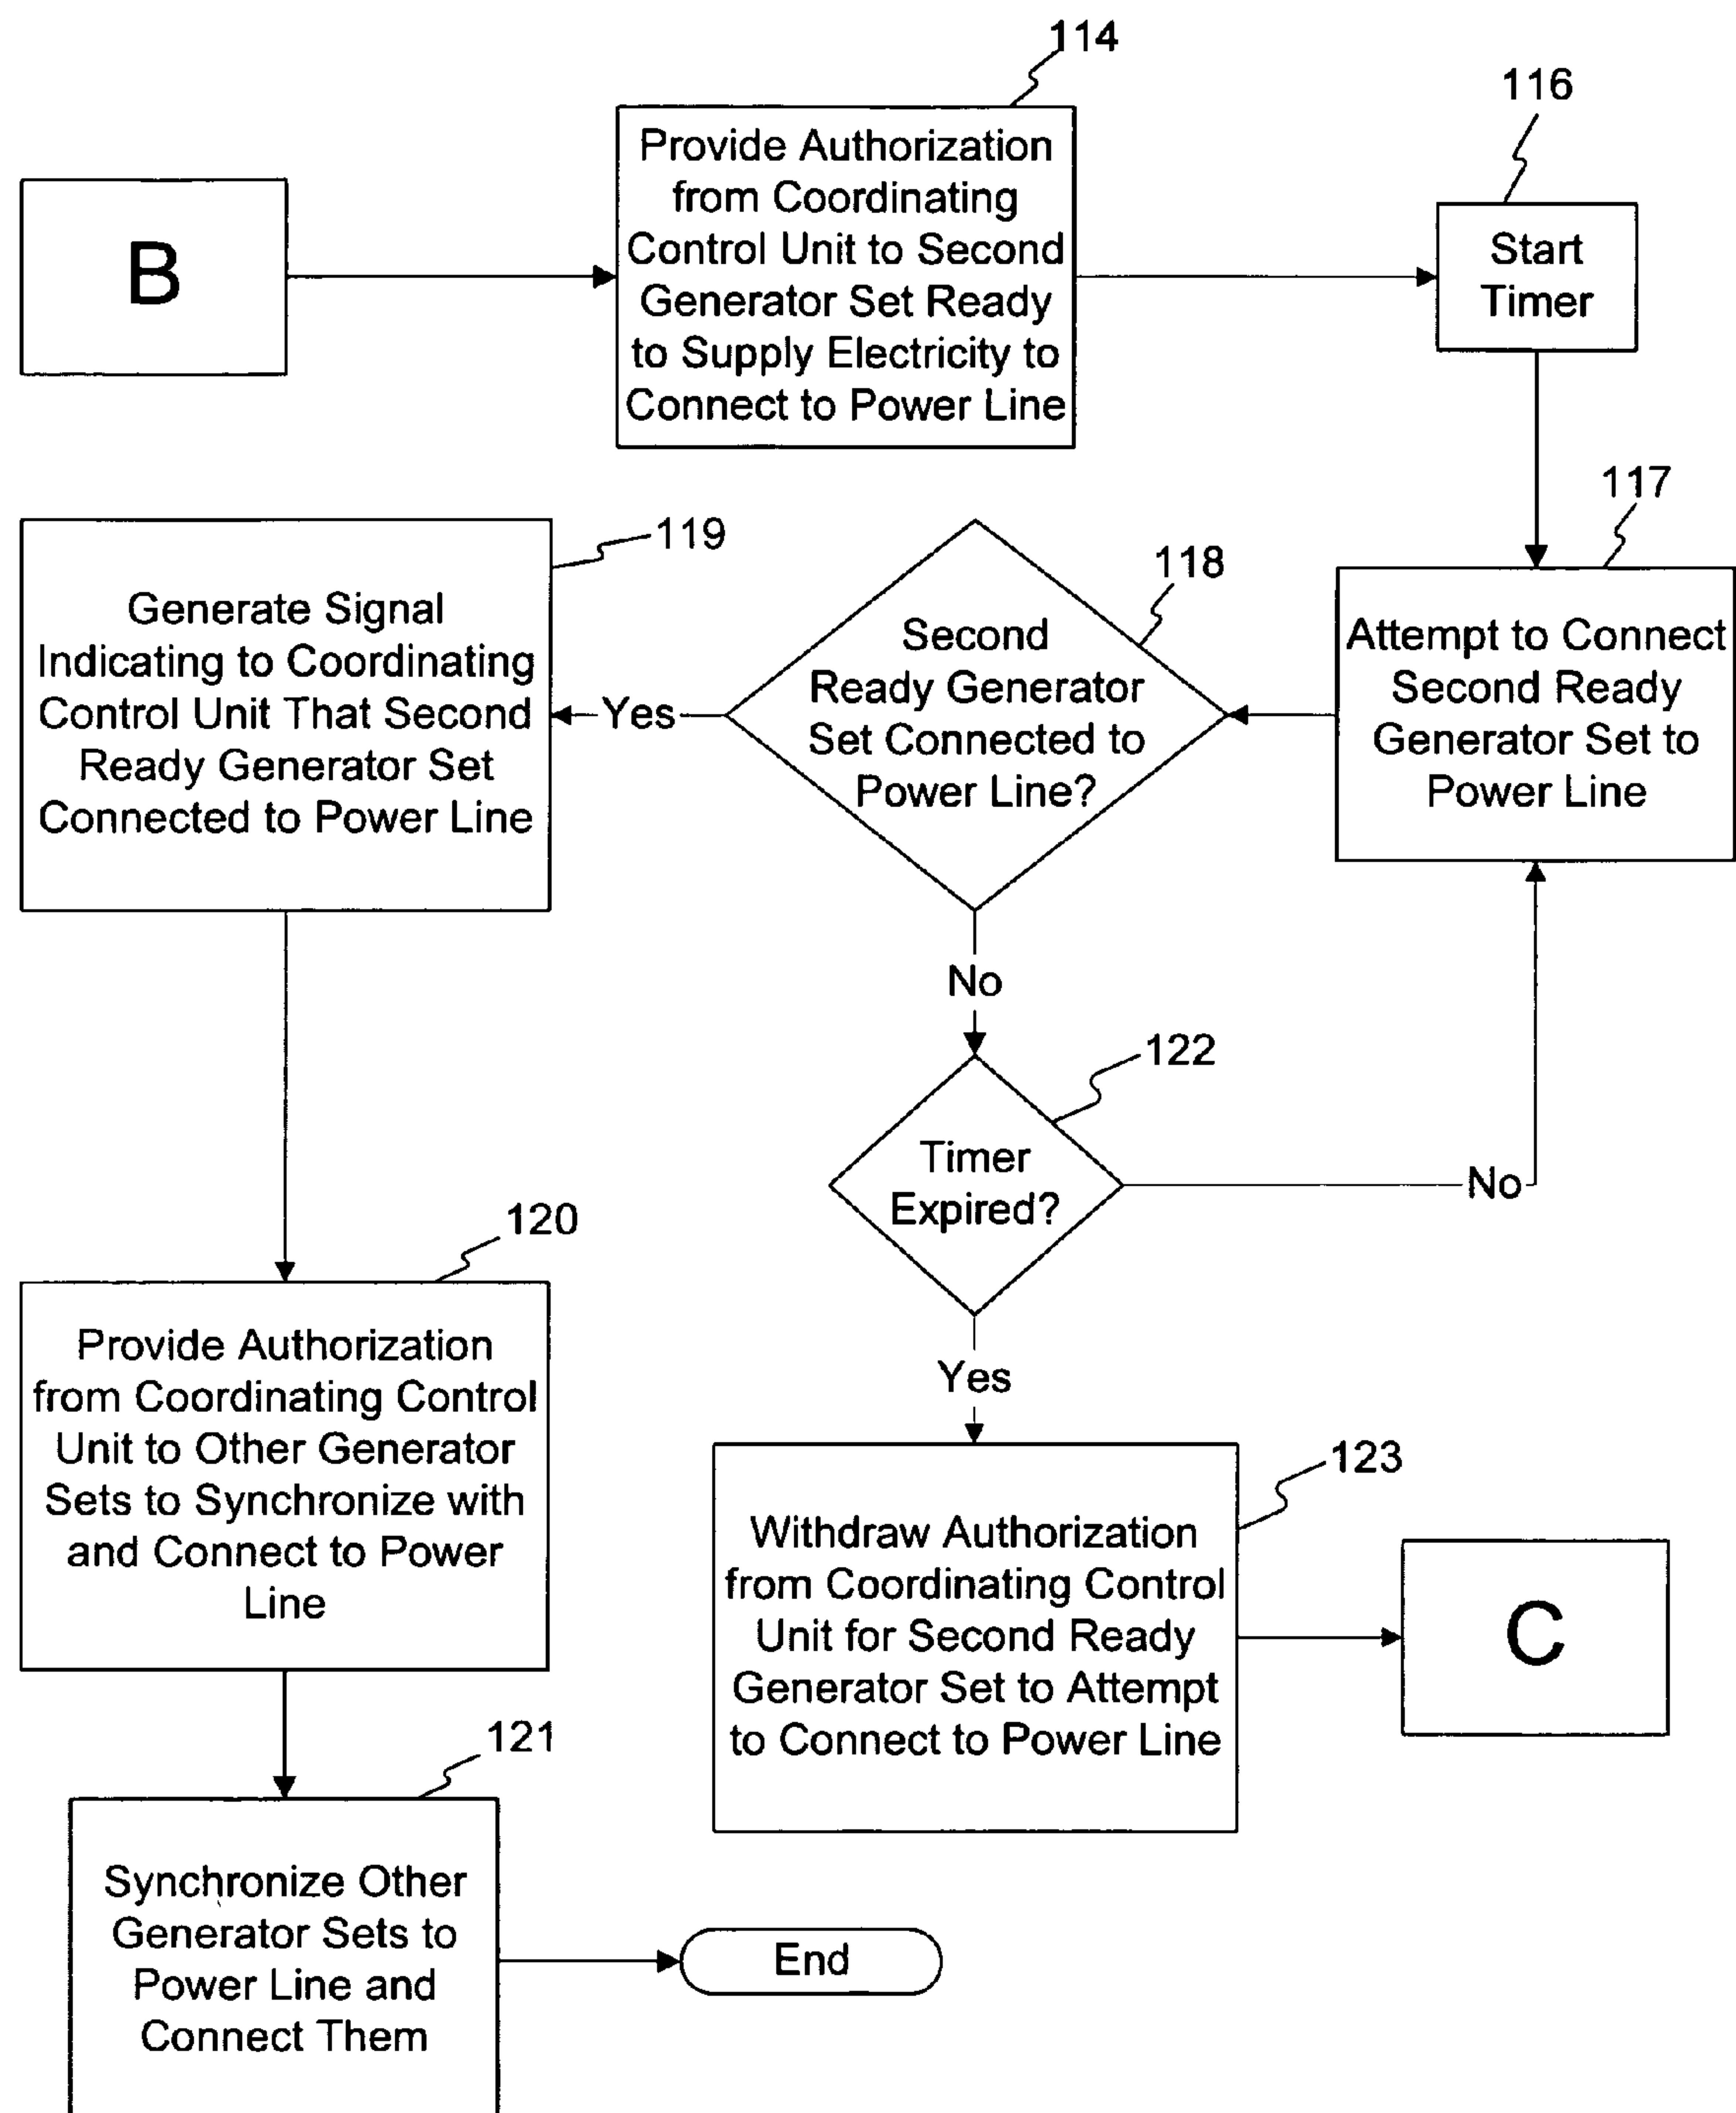 114
116
B
Provide Authorization
from Coordinating
Control Unit to Second
Generator Set Ready
to Supply Electricity to
Connect to Power Line
Start
Timer
117
119
118
Generate Signal
Indicating to Coordinating
Control Unit That Second
Ready Generator Set
Connected to Power Line
Yes
Second
Ready Generator
Set Connected to
Power Line?
Attempt to Connect
Second Ready
Generator Set to
Power Line
No
122
Timer
Expired?
No
120
Yes
Provide Authorization
from Coordinating Control
Unit to Other Generator
Sets to Synchronize with
and Connect to Power
Line
123
Withdraw Authorization
from Coordinating Control
Unit for Second Ready
Generator Set to Attempt
to Connect to Power Line
C
121
Synchronize Other
Generator Sets to
Power Line and
Connect Them
End